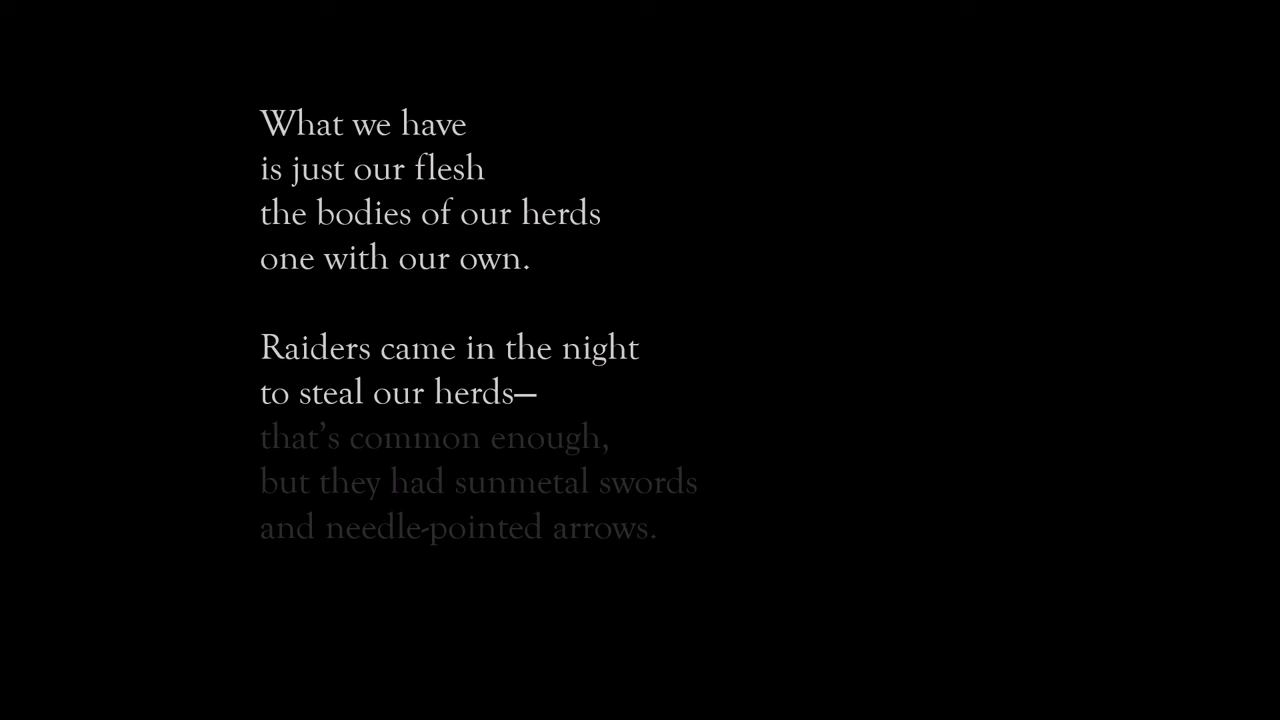 What we have
is just our flesh
the bodies of our herds
one with our own.

Raiders came in the night
to steal our herds—
that’s common enough,
but they had sunmetal swords
and needle-pointed arrows.